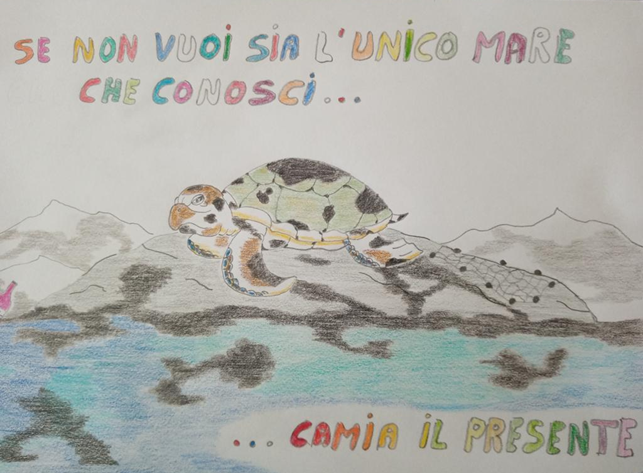 SE NON VUOI SIA L'UNICO MARE
CHE CONOSCI...
... CAMIA IL PRESENTE